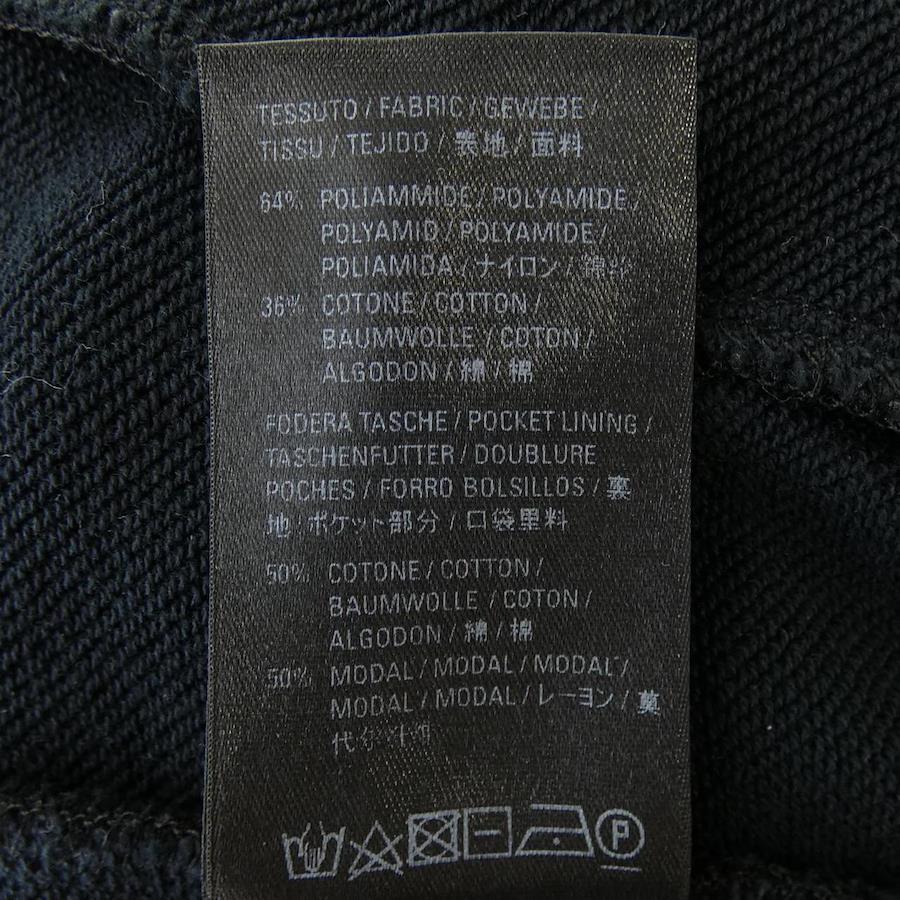 TESSUTO / FABRIC / GEWEBE /
TISSU / TEJIDO / 表地 / 面料
64% POLIAMMIDE / POLYAMIDE /
POLYAMID / POLYAMIDE /
POLIAMIDA / ナイロン /
36% COTONE / COTTON /
BAUMWOLLE / COTON /
ALGODON / 綿 / 棉
FODERA TASCHE / POCKET LINING /
TASCHENFUTTER / DOUBLURE
POCHES / FORRO BOLSILLOS / 裏
地 ポケット部分 / 口袋里料
50% COTONE / COTTON /
BAUMWOLLE / COTON /
ALGODON / 綿 / 棉
50% MODAL / MODAL / MODAL /
MODAL / MODAL / レーヨン / 莫
代尔纤维
P